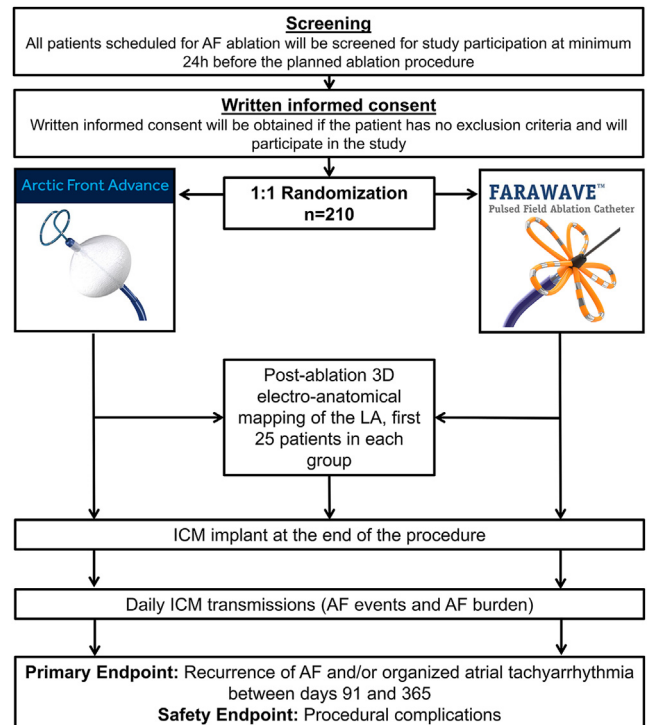 Screening
All patients scheduled for AF ablation will be screened for study participation at minimum
24h before the planned ablation procedure
Written informed consent
Written informed consent will be obtained if the patient has no exclusion criteria and will
participate in the study
Arctic Front Advance
1:1 Randomization
n=210
FARAWAVE™
Pulsed Field Ablation Catheter
Post-ablation 3D
electro-anatomical
mapping of the LA, first
25 patients in each
group
ICM implant at the end of the procedure
Daily ICM transmissions (AF events and AF burden)
Primary Endpoint: Recurrence of AF and/or organized atrial tachyarrhythmia
between days 91 and 365
Safety Endpoint: Procedural complications